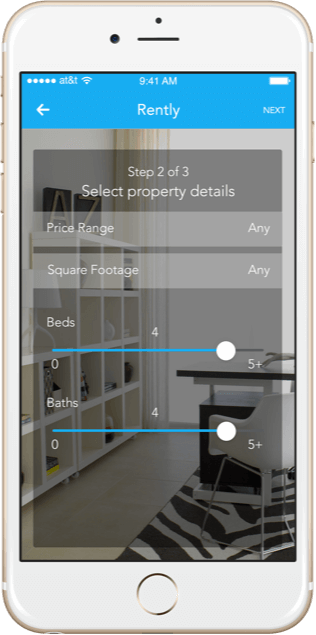 at&t 9:41 AM
Rently NEXT
Step 2 of 3
Select property details
Price Range Any
Square Footage Any
Beds
4
0 5+
Baths
4
0 5+